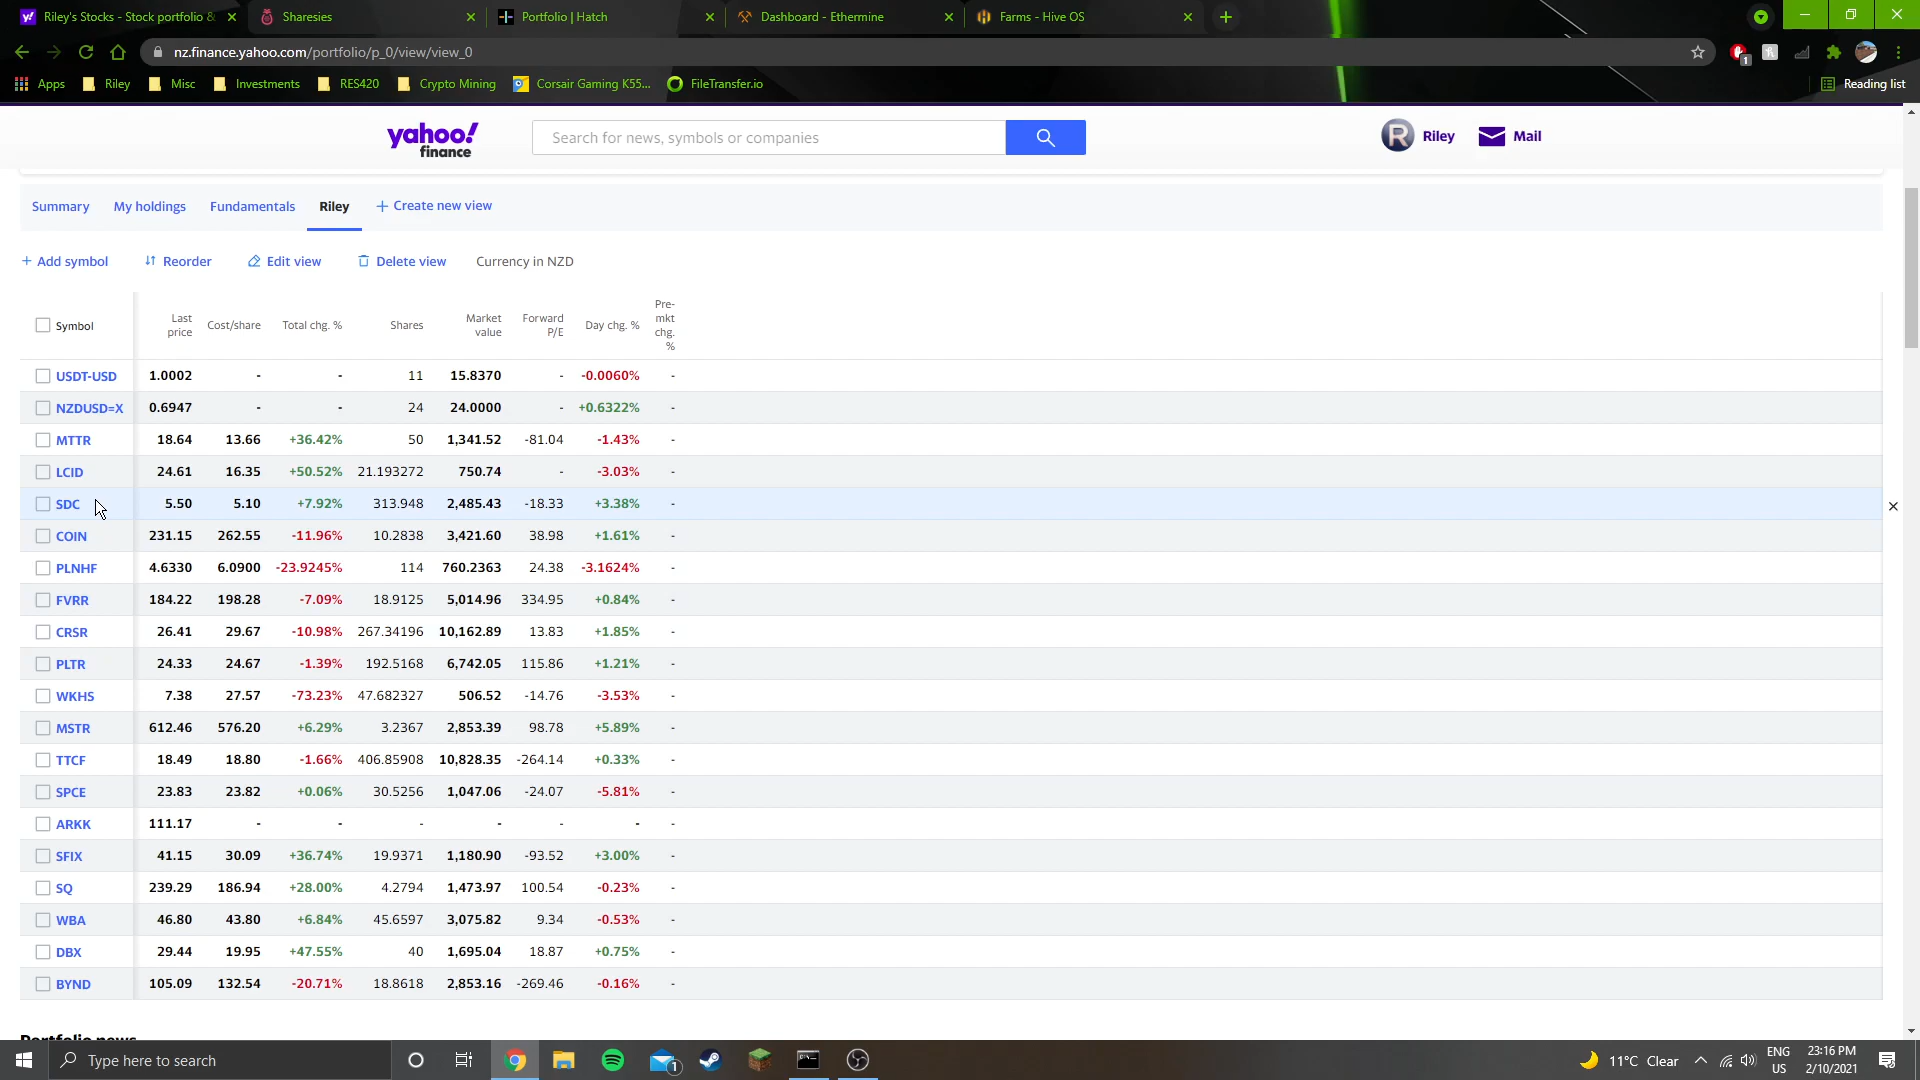 Riley's Stocks - Stock portfolio &
Sharesies
Portfolio | Hatch
Dashboard - Ethermine
Farms - Hive OS
nz.finance.yahoo.com/portfolio/p_0/view/view_0
1
Apps
Riley
Misc
Investments
RES420
Crypto Mining
Corsair Gaming K55...
FileTransfer.io
Reading list
yahoo!
finance
Search for news, symbols or companies
R
Riley
Mail
Summary
My holdings
Fundamentals
Riley
+ Create new view
+ Add symbol
Reorder
Edit view
Delete view
Currency in NZD
Symbol Last price Cost/share Total chg. % Shares Market value Forward P/E Day chg. % Pre-mkt chg. %
USDT-USD 1.0002 - - 11 15.8370 - -0.0060% -
NZDUSD=X 0.6947 - - 24 24.0000 - +0.6322% -
MTTR 18.64 13.66 +36.42% 50 1,341.52 -81.04 -1.43% -
LCID 24.61 16.35 +50.52% 21.193272 750.74 - -3.03% -
SDC 5.50 5.10 +7.92% 313.948 2,485.43 -18.33 +3.38% -
COIN 231.15 262.55 -11.96% 10.2838 3,421.60 38.98 +1.61% -
PLNHF 4.6330 6.0900 -23.9245% 114 760.2363 24.38 -3.1624% -
FVRR 184.22 198.28 -7.09% 18.9125 5,014.96 334.95 +0.84% -
CRSR 26.41 29.67 -10.98% 267.34196 10,162.89 13.83 +1.85% -
PLTR 24.33 24.67 -1.39% 192.5168 6,742.05 115.86 +1.21% -
WKHS 7.38 27.57 -73.23% 47.682327 506.52 -14.76 -3.53% -
MSTR 612.46 576.20 +6.29% 3.2367 2,853.39 98.78 +5.89% -
TTCF 18.49 18.80 -1.66% 406.85908 10,828.35 -264.14 +0.33% -
SPCE 23.83 23.82 +0.06% 30.5256 1,047.06 -24.07 -5.81% -
ARKK 111.17 - - - - - - -
SFIX 41.15 30.09 +36.74% 19.9371 1,180.90 -93.52 +3.00% -
SQ 239.29 186.94 +28.00% 4.2794 1,473.97 100.54 -0.23% -
WBA 46.80 43.80 +6.84% 45.6597 3,075.82 9.34 -0.53% -
DBX 29.44 19.95 +47.55% 40 1,695.04 18.87 +0.75% -
BYND 105.09 132.54 -20.71% 18.8618 2,853.16 -269.46 -0.16% -
Portfolio news
Type here to search
1
11°C Clear
ENG
US
23:16 PM
2/10/2021